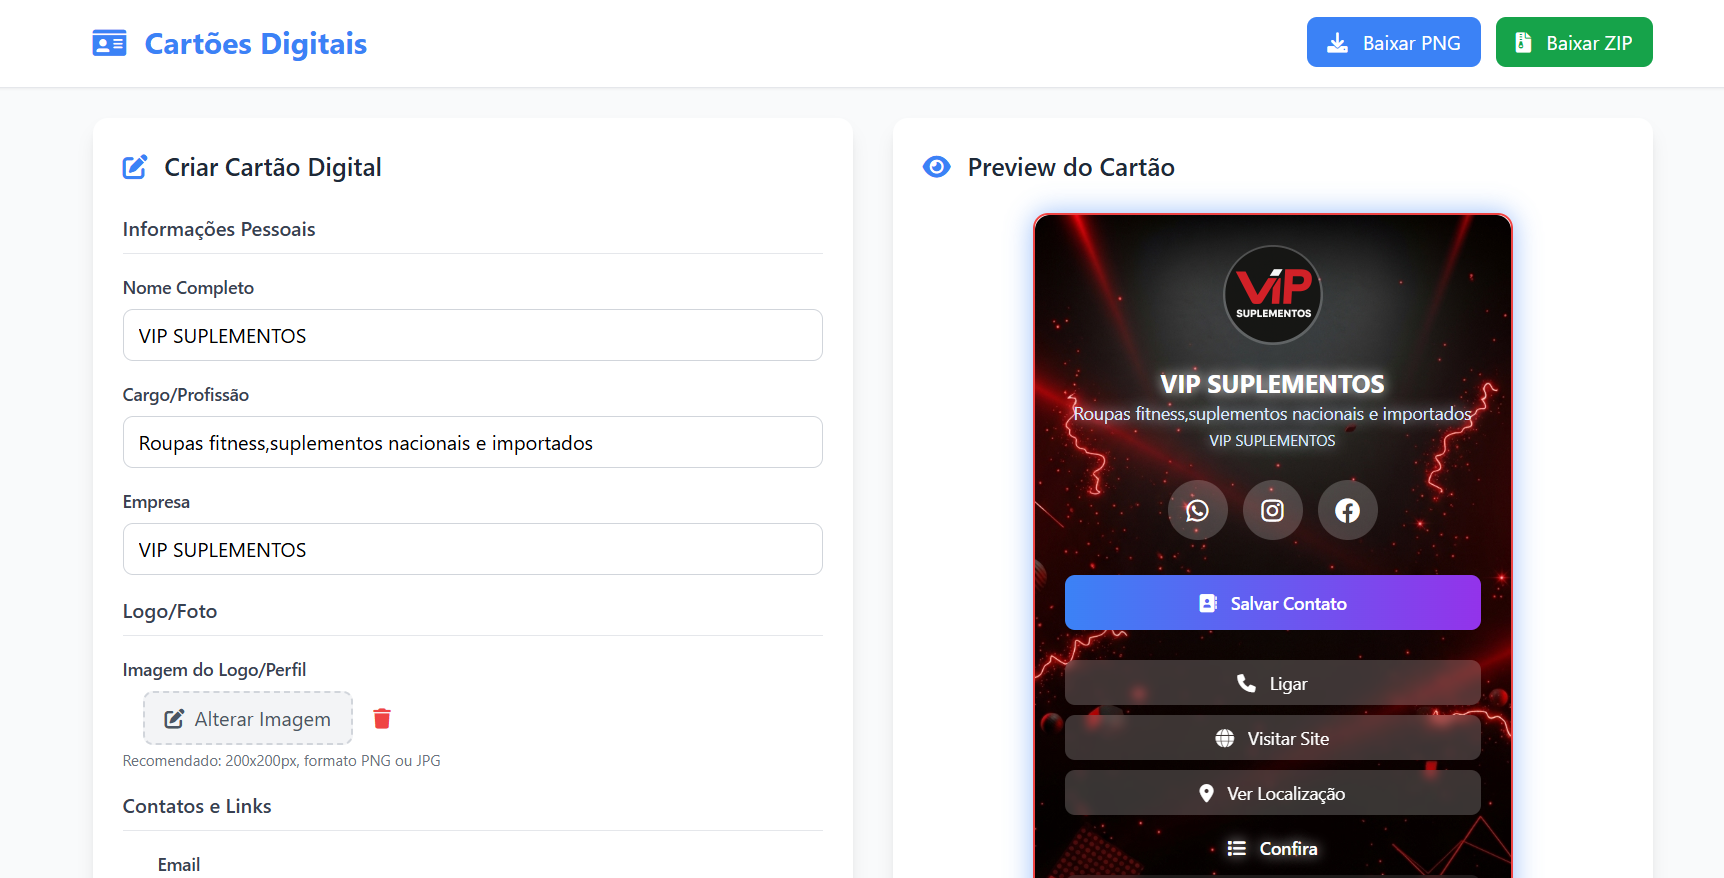 Cartões Digitais
Baixar PNG
Baixar ZIP
Criar Cartão Digital
Informações Pessoais
Nome Completo
VIP SUPLEMENTOS
Cargo/Profissão
Roupas fitness,suplementos nacionais e importados
Empresa
VIP SUPLEMENTOS
Logo/Foto
Imagem do Logo/Perfil
Alterar Imagem
Recomendado: 200x200px, formato PNG ou JPG
Contatos e Links
Email
Preview do Cartão
ViP
SUPLEMENTOS
VIP SUPLEMENTOS
Roupas fitness,suplementos nacionais e importados
VIP SUPLEMENTOS
Salvar Contato
Ligar
Visitar Site
Ver Localização
Confira